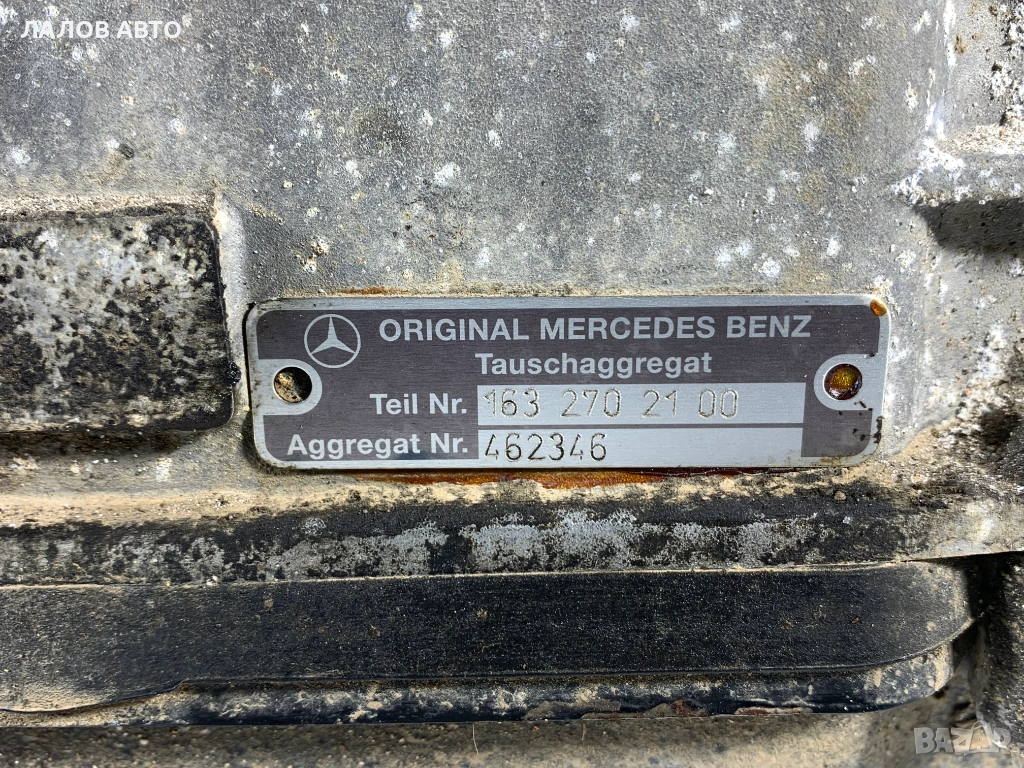 ЛАЛОВ АВТО
ORIGINAL MERCEDES BENZ
Tauschaggregat
Teil Nr. 163 270 21 00
Aggregat Nr. 462346
BAZAR